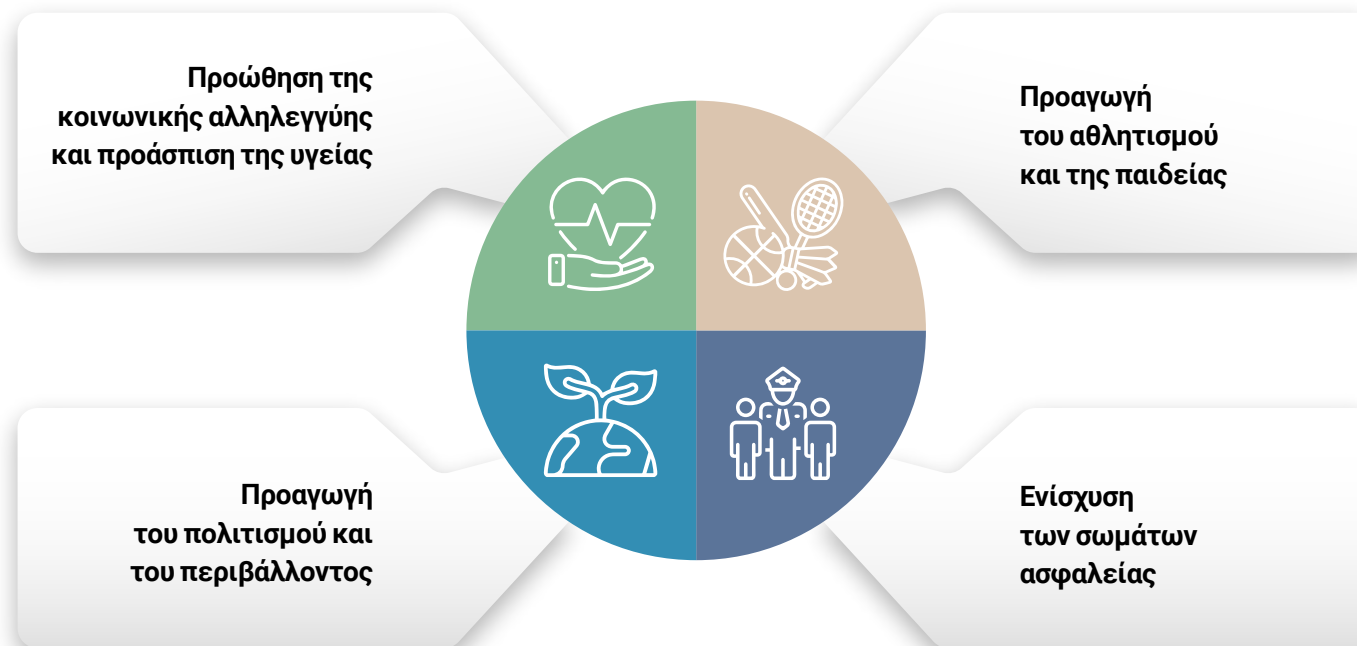 Προώθηση της
κοινωνικής αλληλεγγύης
και προάσπιση της υγείας
Προαγωγή
του αθλητισμού
και της παιδείας
Προαγωγή
του πολιτισμού και
του περιβάλλοντος
Ενίσχυση
των σωμάτων
ασφαλείας